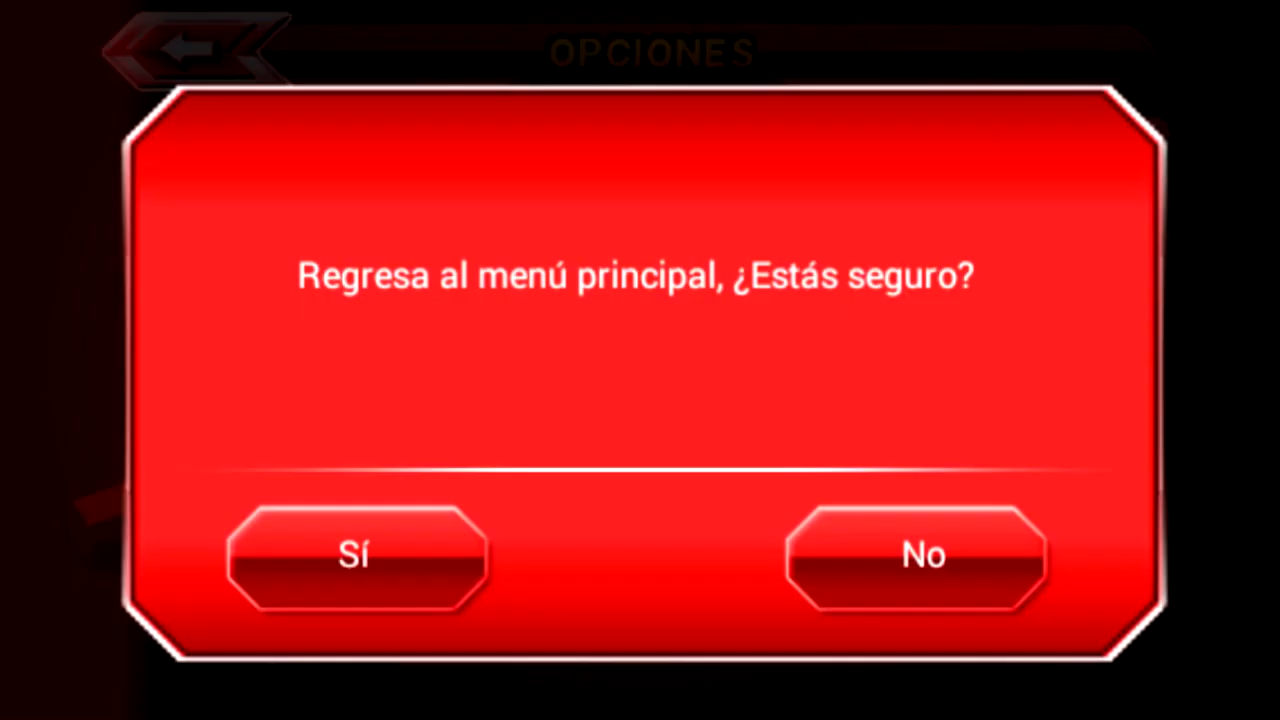 OPCIONES
Regresa al menú principal, ¿Estás seguro?
Sí
No